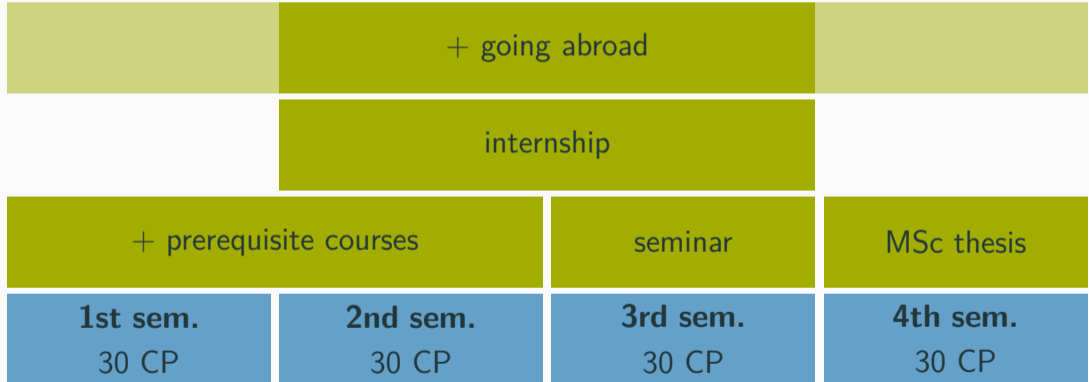 + going abroad
internship
+ prerequisite courses
seminar
MSc thesis
1st sem.
30 CP
2nd sem.
30 CP
3rd sem.
30 CP
4th sem.
30 CP